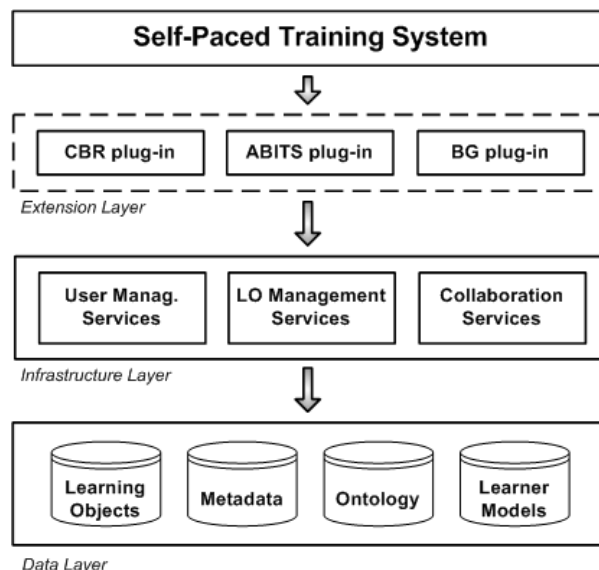 Self-Paced Training System
CBR plug-in
ABITS plug-in
BG plug-in
Extension Layer
User Manag.
Services
LO Management
Services
Collaboration
Services
Infrastructure Layer
Learning
Objects
Metadata
Ontology
Learner
Models
Data Layer